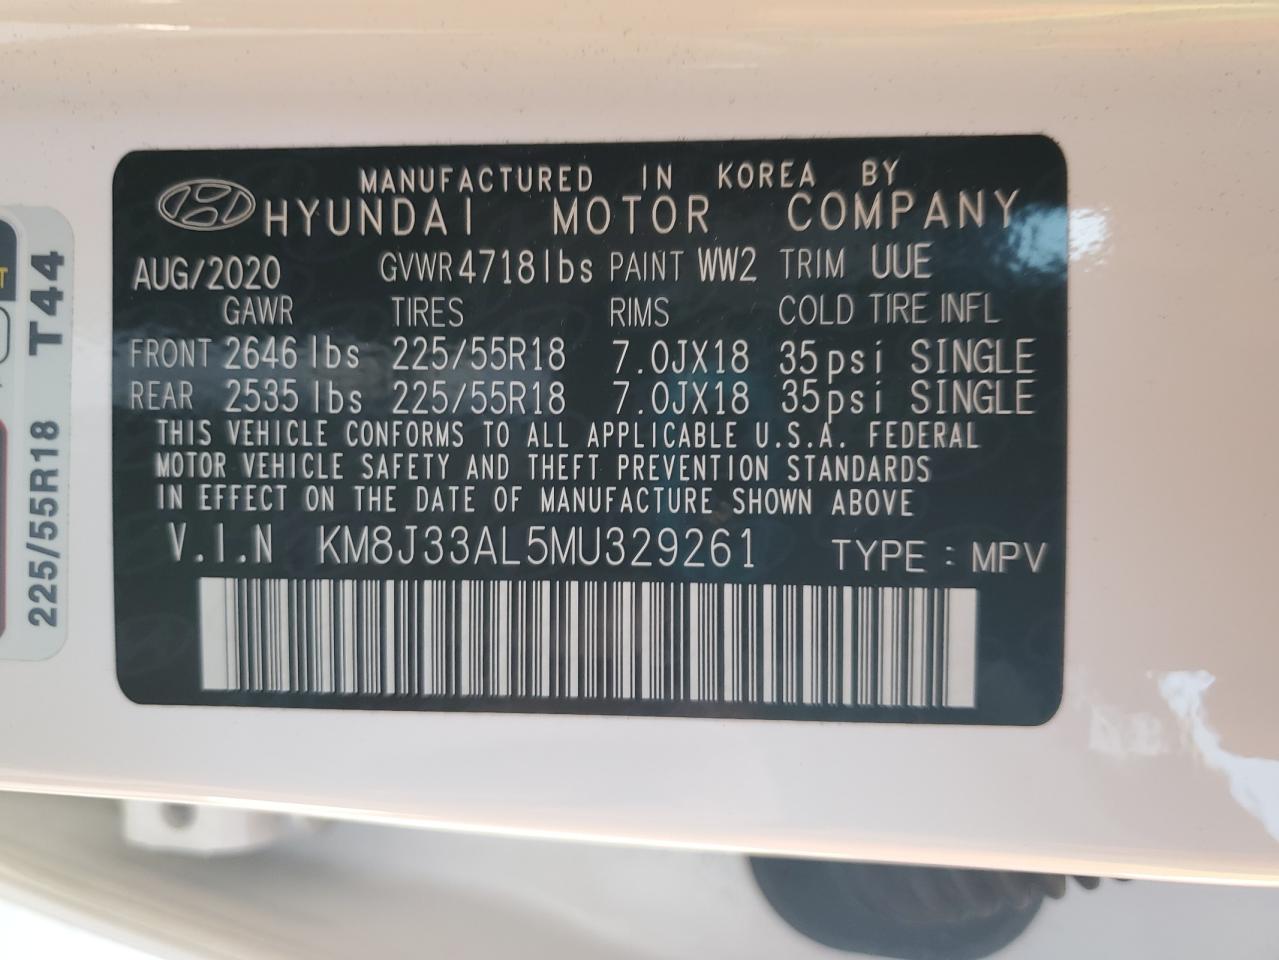 MANUFACTURED IN KOREA BY
HYUNDAI MOTOR COMPANY
AUG/2020 GVWR 4718lbs PAINT WW2 TRIM UUE
GAWR TIRES RIMS COLD TIRE INFL
FRONT 2646 lbs 225/55R18 7.0JX18 35psi SINGLE
REAR 2535 lbs 225/55R18 7.0JX18 35psi SINGLE
THIS VEHICLE CONFORMS TO ALL APPLICABLE U.S.A. FEDERAL
MOTOR VEHICLE SAFETY AND THEFT PREVENTION STANDARDS
IN EFFECT ON THE DATE OF MANUFACTURE SHOWN ABOVE
V.I.N KM8J33AL5MU329261 TYPE : MPV
225/55R18 T44